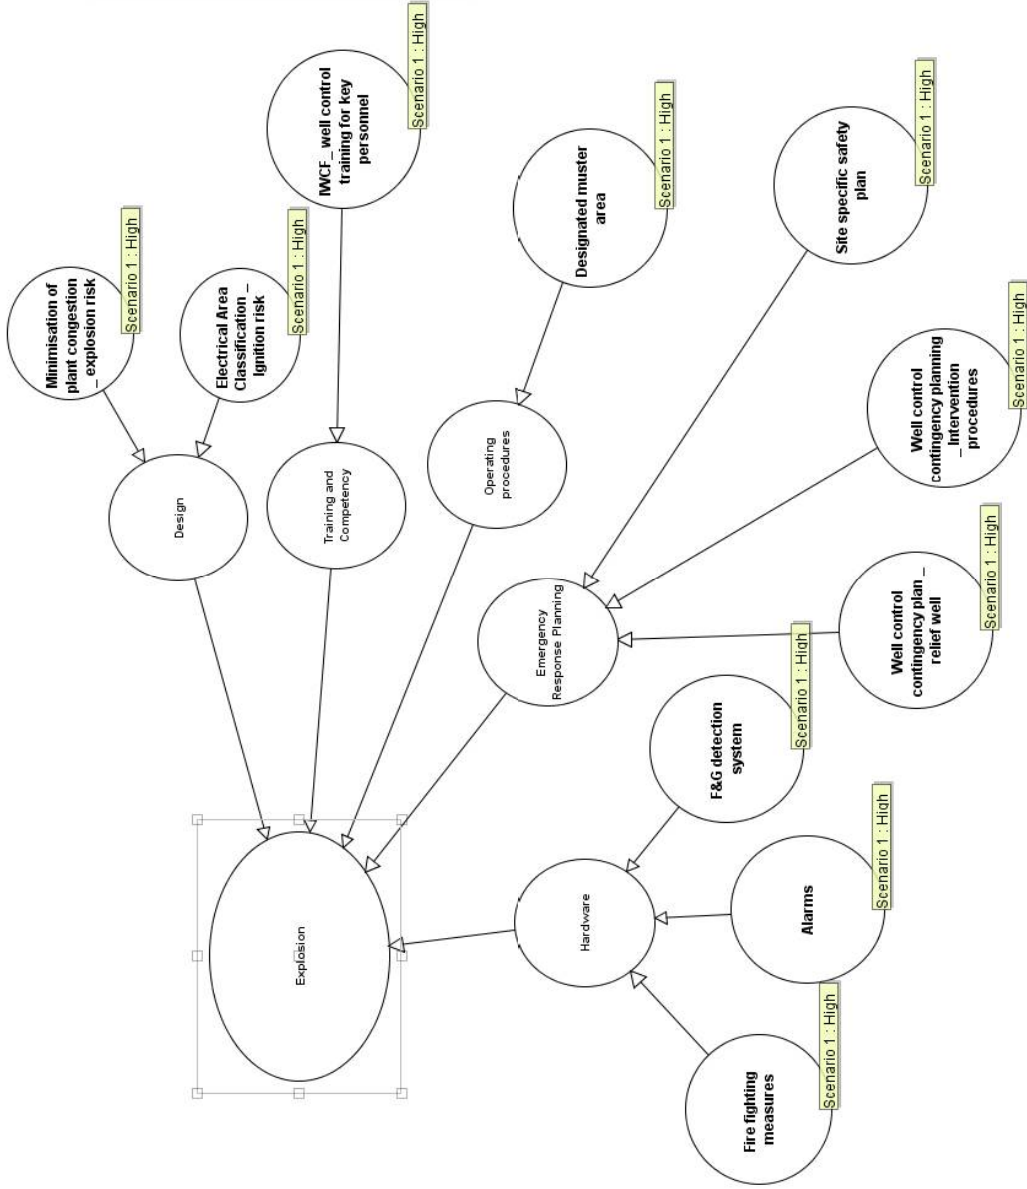 Minimisation of
plant congestion
_ explosion risk
Scenario 1 : High
Design
Electrical Area
Classification _
Ignition risk
Scenario 1 : High
Explosion
Training and
Competency
IWCF_ well control
training for key
personnel
Scenario 1 : High
Operating
procedures
Designated muster
area
Scenario 1 : High
Emergency
Response Planning
Hardware
F&G detection
system
Scenario 1 : High
Fire fighting
measures
Scenario 1 : High
Alarms
Scenario 1 : High
Site specific safety
plan
Scenario 1 : High
Well control
contingency plan _
relief well
Scenario 1 : High
Well control
contingency planning
_ Intervention
procedures
Scenario 1 : High